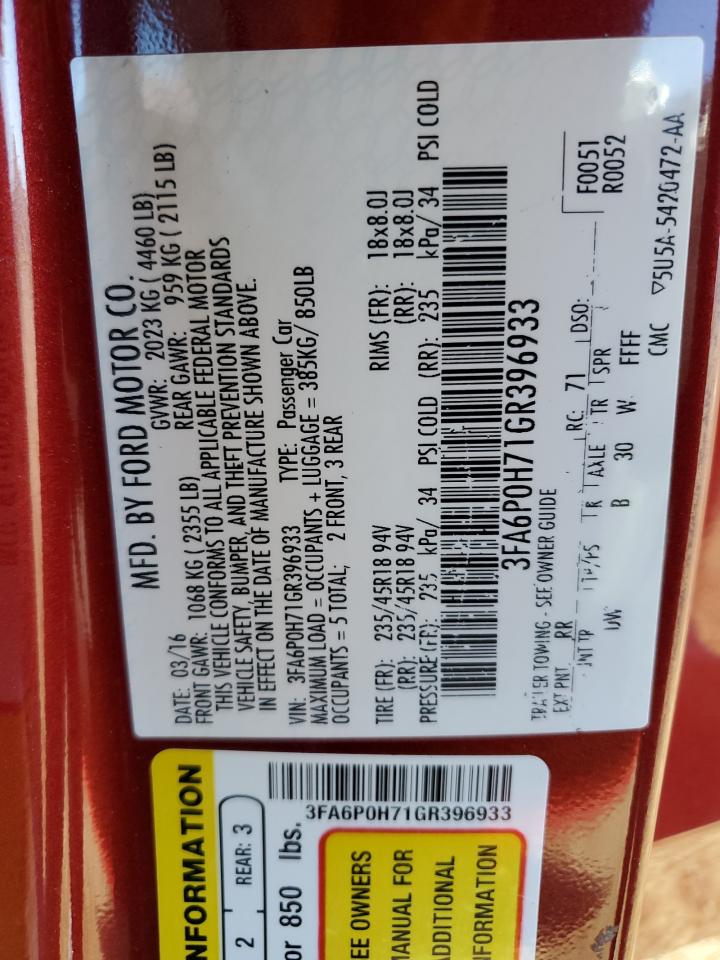 MFD. BY FORD MOTOR CO.
DATE: 03/16 GVWR: 2023 KG ( 4460 LB)
FRONT GAWR: 1068 KG ( 2355 LB) REAR GAWR: 959 KG ( 2115 LB)
THIS VEHICLE CONFORMS TO ALL APPLICABLE FEDERAL MOTOR
VEHICLE SAFETY, BUMPER, AND THEFT PREVENTION STANDARDS
IN EFFECT ON THE DATE OF MANUFACTURE SHOWN ABOVE.
VIN: 3FA6P0H71GR396933 TYPE: Passenger Car
MAXIMUM LOAD = OCCUPANTS + LUGGAGE = 385KG/ 850LB
OCCUPANTS = 5 TOTAL: 2 FRONT, 3 REAR
TIRE (FR): 235/45R18 94V RIMS (FR): 18x8.0J
(RR): 235/45R18 94V (RR): 18x8.0J
PRESSURE (FR): 235 kPa/ 34 PSI COLD (RR): 235 kPa/ 34 PSI COLD
3FA6P0H71GR396933
TRAILER TOWING - SEE OWNER GUIDE
EXT PNT: RR RC: 71 DSO:
F0051
R0052
INT TR TP/PS TR AXLE TR SPR
UW B 30 W FFFF
CMC ▽5U5A-5420472-AA
NFORMATION
2 REAR: 3
or 850 lbs.
3FA6P0H71GR396933
EE OWNERS
MANUAL FOR
ADDITIONAL
NFORMATION